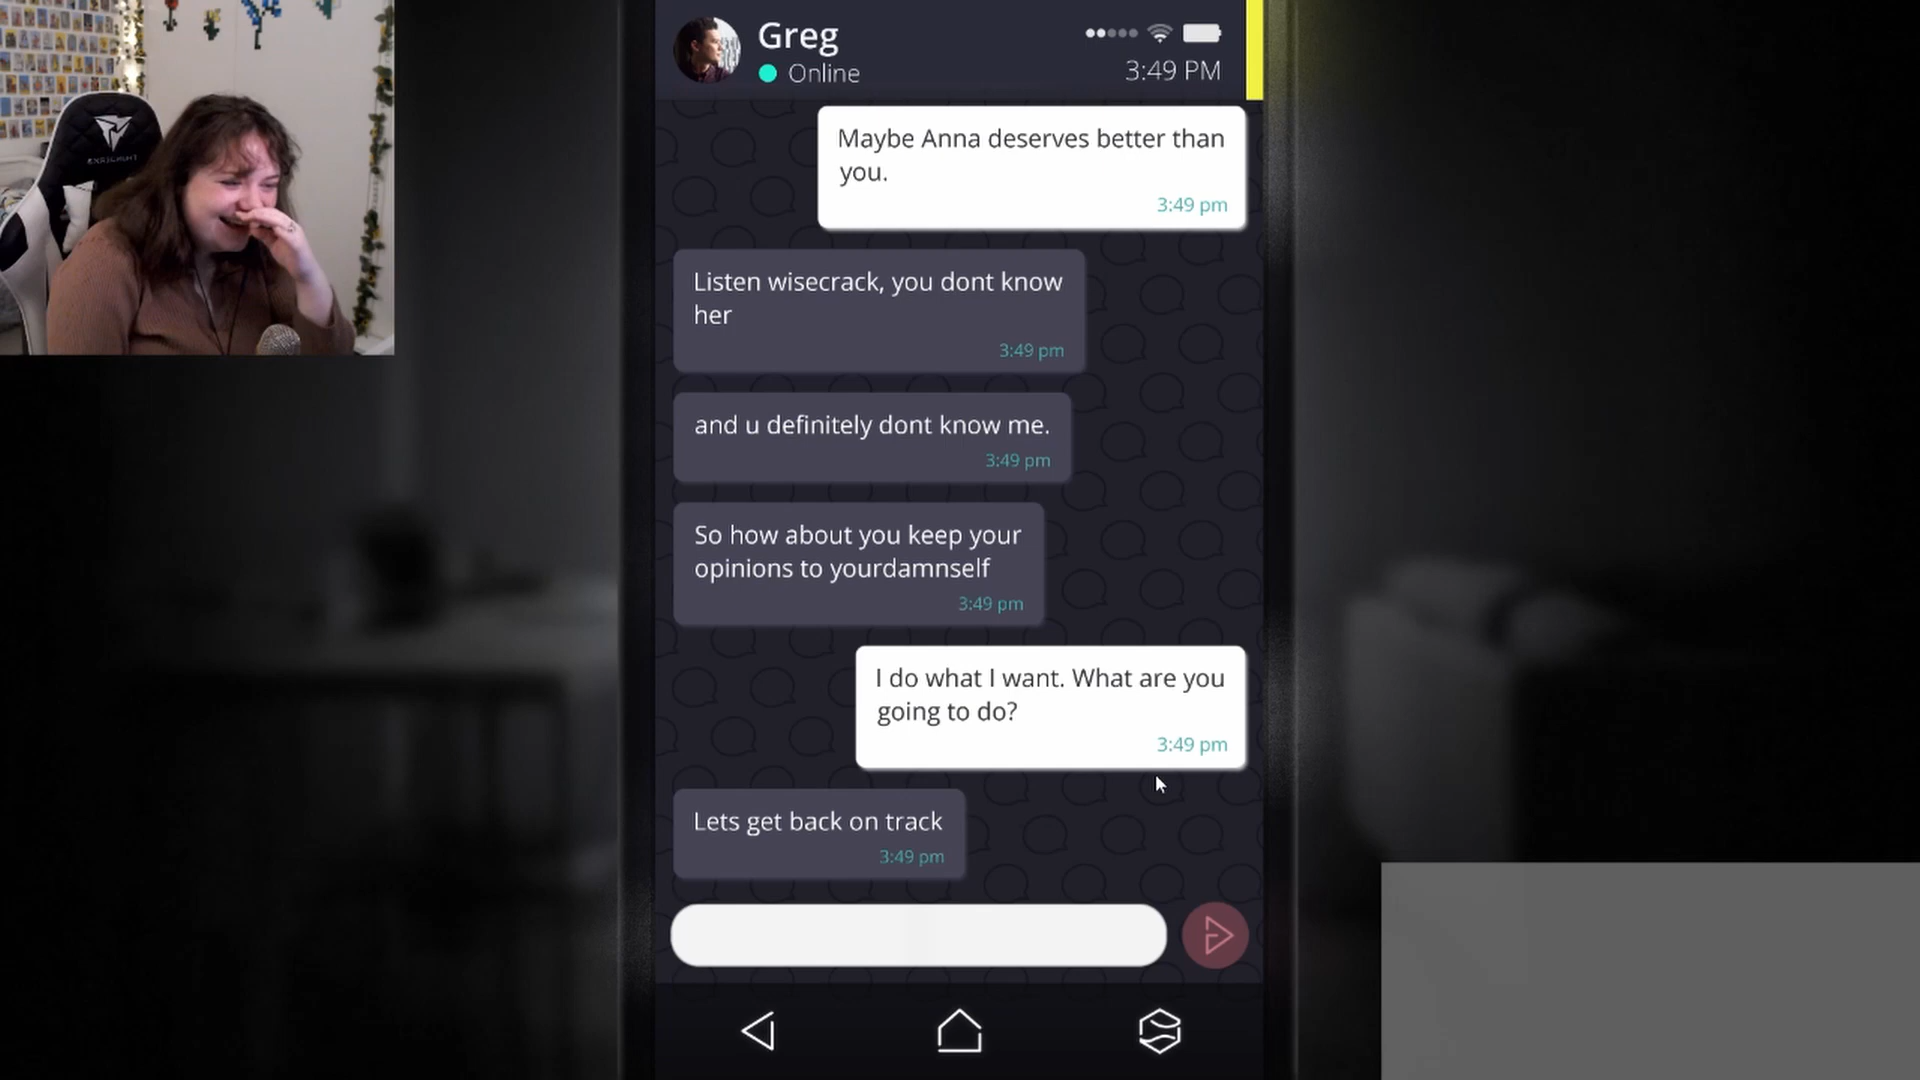 Greg
Online
3:49 PM
Maybe Anna deserves better than
you.
3:49 pm
Listen wisecrack, you dont know
her
3:49 pm
and u definitely dont know me.
3:49 pm
So how about you keep your
opinions to yourdamnself
3:49 pm
I do what I want. What are you
going to do?
3:49 pm
Lets get back on track
3:49 pm